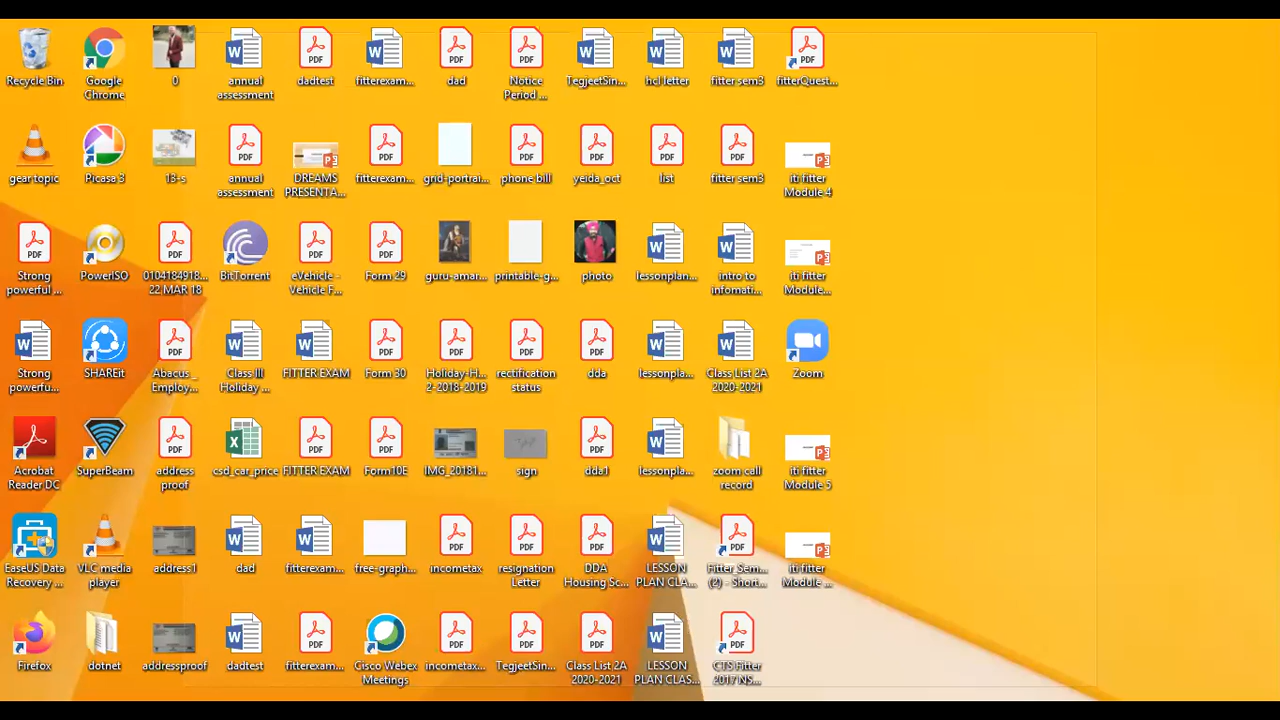 Recycle Bin
Google
Chrome
0
annual
assessment
dadtest
fitterexam...
dad
Notice
Period ...
TegjeetSin...
hcl letter
fitter sem3
fitterQuest...
gear topic
Picasa 3
13-s
annual
assessment
DREAMS
PRESENTA...
fitterexam...
grid-portrai...
phone bill
yeida_oct
list
fitter sem3
iti fitter
Module 4
Strong
powerful ...
PowerISO
0104184918...
22 MAR 18
BitTorrent
eVehicle -
Vehicle F...
Form 29
guru-amar...
printable-g...
photo
lessonplan...
intro to
infomatio...
iti fitter
Module...
Strong
powerfu...
SHAREit
Abacus_
Employ...
Class III
Holiday ...
FITTER EXAM
Form 30
Holiday-H...
2-2018-2019
rectification
status
dda
lessonpla...
Class List 2A
2020-2021
Zoom
Acrobat
Reader DC
SuperBeam
address
proof
csd_car_price
FITTER EXAM
Form10E
IMG_20181...
sign
dda1
lessonpla...
zoom call
record
iti fitter
Module 5
EaseUS Data
Recovery ...
VLC media
player
address1
dad
fitterexam...
free-graph...
incometax
resignation
Letter
DDA
Housing Sc...
LESSON
PLAN CLA...
Fitter_Sem...
(2) - Short...
iti fitter
Module ...
Firefox
dotnet
addressproof
dadtest
fitterexam...
Cisco Webex
Meetings
incometax...
TegjeetSin...
Class List 2A
2020-2021
LESSON
PLAN CLAS...
CTS Fitter
2017 NS...